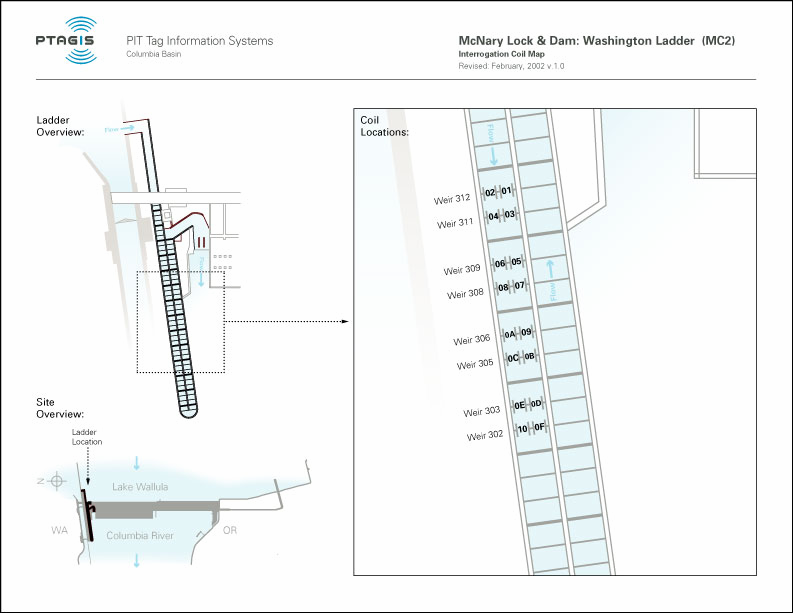 PTAGIS
PIT Tag Information Systems
Columbia Basin
McNary Lock & Dam: Washington Ladder (MC2)
Interrogation Coil Map
Revised: February, 2002 v.1.0
Ladder
Overview:
Flow
Flow
Site
Overview:
Ladder
Location
N
Lake Wallula
WA
OR
Columbia River
Coil
Locations:
Flow
Weir 312 02 01
Weir 311 04 03
Weir 309 06 05
Weir 308 08 07
Flow
Weir 306 0A 09
Weir 305 0C 0B
Weir 303 0E 0D
Weir 302 10 0F